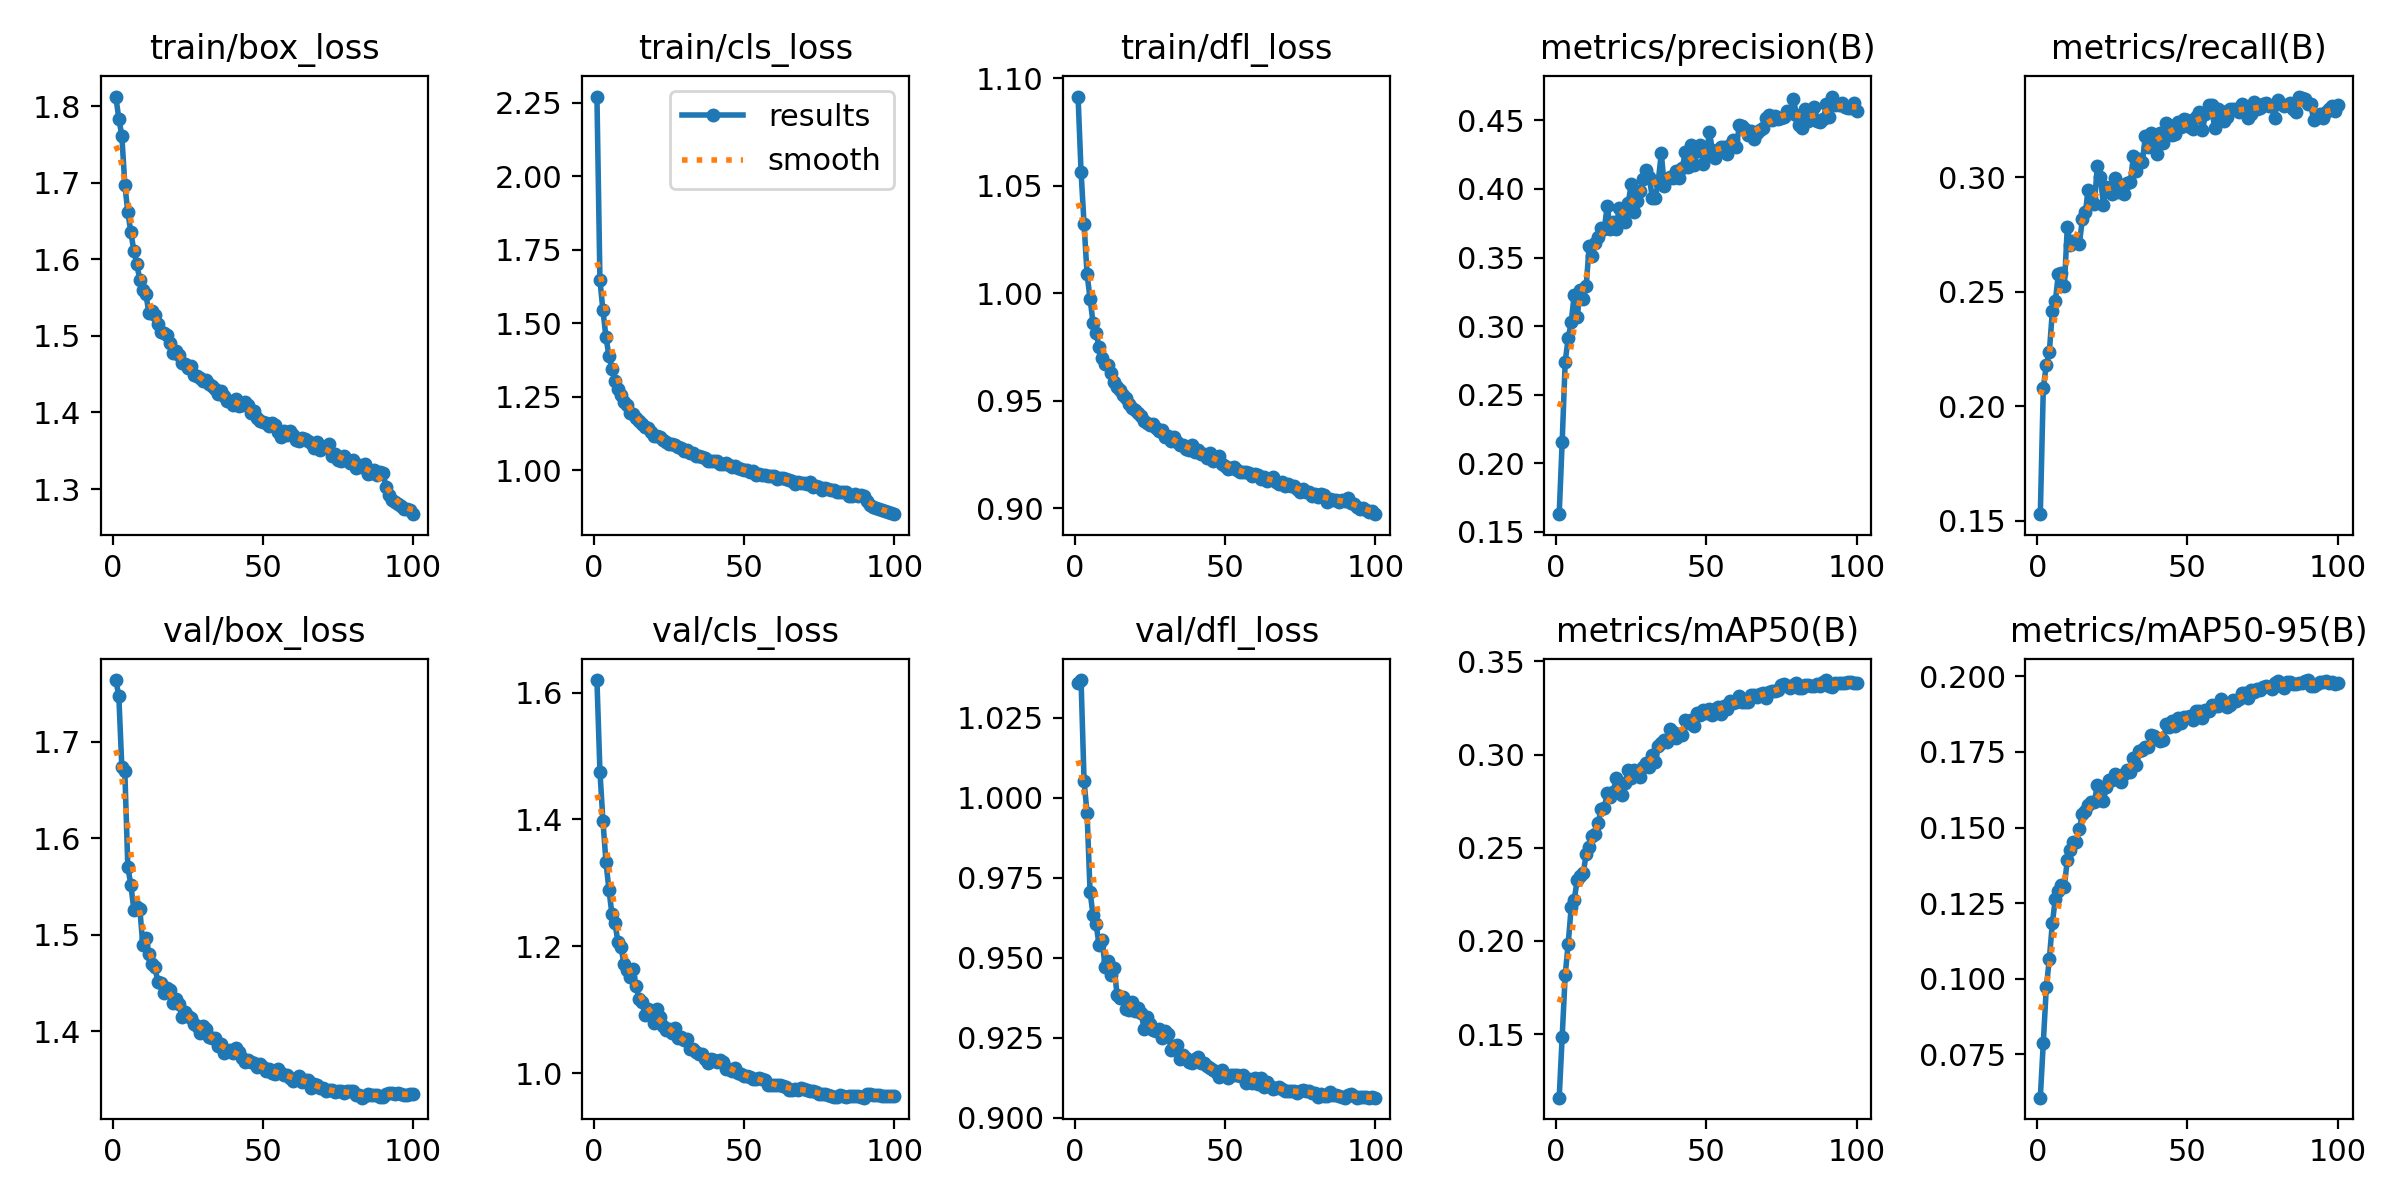 train/box_loss
1.8
1.7
1.6
1.5
1.4
1.3
0 50 100
train/cls_loss
results
smooth
2.25
2.00
1.75
1.50
1.25
1.00
0 50 100
train/dfl_loss
1.10
1.05
1.00
0.95
0.90
0 50 100
metrics/precision(B)
0.45
0.40
0.35
0.30
0.25
0.20
0.15
0 50 100
metrics/recall(B)
0.30
0.25
0.20
0.15
0 50 100
val/box_loss
1.7
1.6
1.5
1.4
0 50 100
val/cls_loss
1.6
1.4
1.2
1.0
0 50 100
val/dfl_loss
1.025
1.000
0.975
0.950
0.925
0.900
0 50 100
metrics/mAP50(B)
0.35
0.30
0.25
0.20
0.15
0 50 100
metrics/mAP50-95(B)
0.200
0.175
0.150
0.125
0.100
0.075
0 50 100